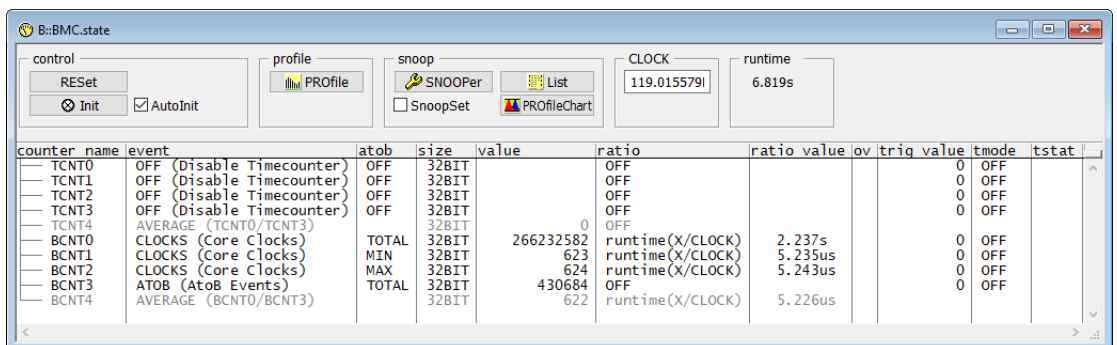 B::BMC.state
control profile snoop CLOCK runtime
RESet PROfile SNOOPer List 119.015579 6.819s
Init AutoInit SnoopSet PROfileChart
counter name event atob size value ratio ratio value ov trig value tmode tstat
TCNT0 OFF (Disable Timecounter) OFF 32BIT OFF 0 OFF
TCNT1 OFF (Disable Timecounter) OFF 32BIT OFF 0 OFF
TCNT2 OFF (Disable Timecounter) OFF 32BIT OFF 0 OFF
TCNT3 OFF (Disable Timecounter) OFF 32BIT OFF 0 OFF
TCNT4 AVERAGE (TCNT0/TCNT3) 32BIT 0 OFF
BCNT0 CLOCKS (Core Clocks) TOTAL 32BIT 266232582 runtime(X/CLOCK) 2.237s 0 OFF
BCNT1 CLOCKS (Core Clocks) MIN 32BIT 623 runtime(X/CLOCK) 5.235us 0 OFF
BCNT2 CLOCKS (Core Clocks) MAX 32BIT 624 runtime(X/CLOCK) 5.243us 0 OFF
BCNT3 ATOB (AtoB Events) TOTAL 32BIT 430684 OFF 0 OFF
BCNT4 AVERAGE (BCNT0/BCNT3) 32BIT 622 runtime(X/CLOCK) 5.226us